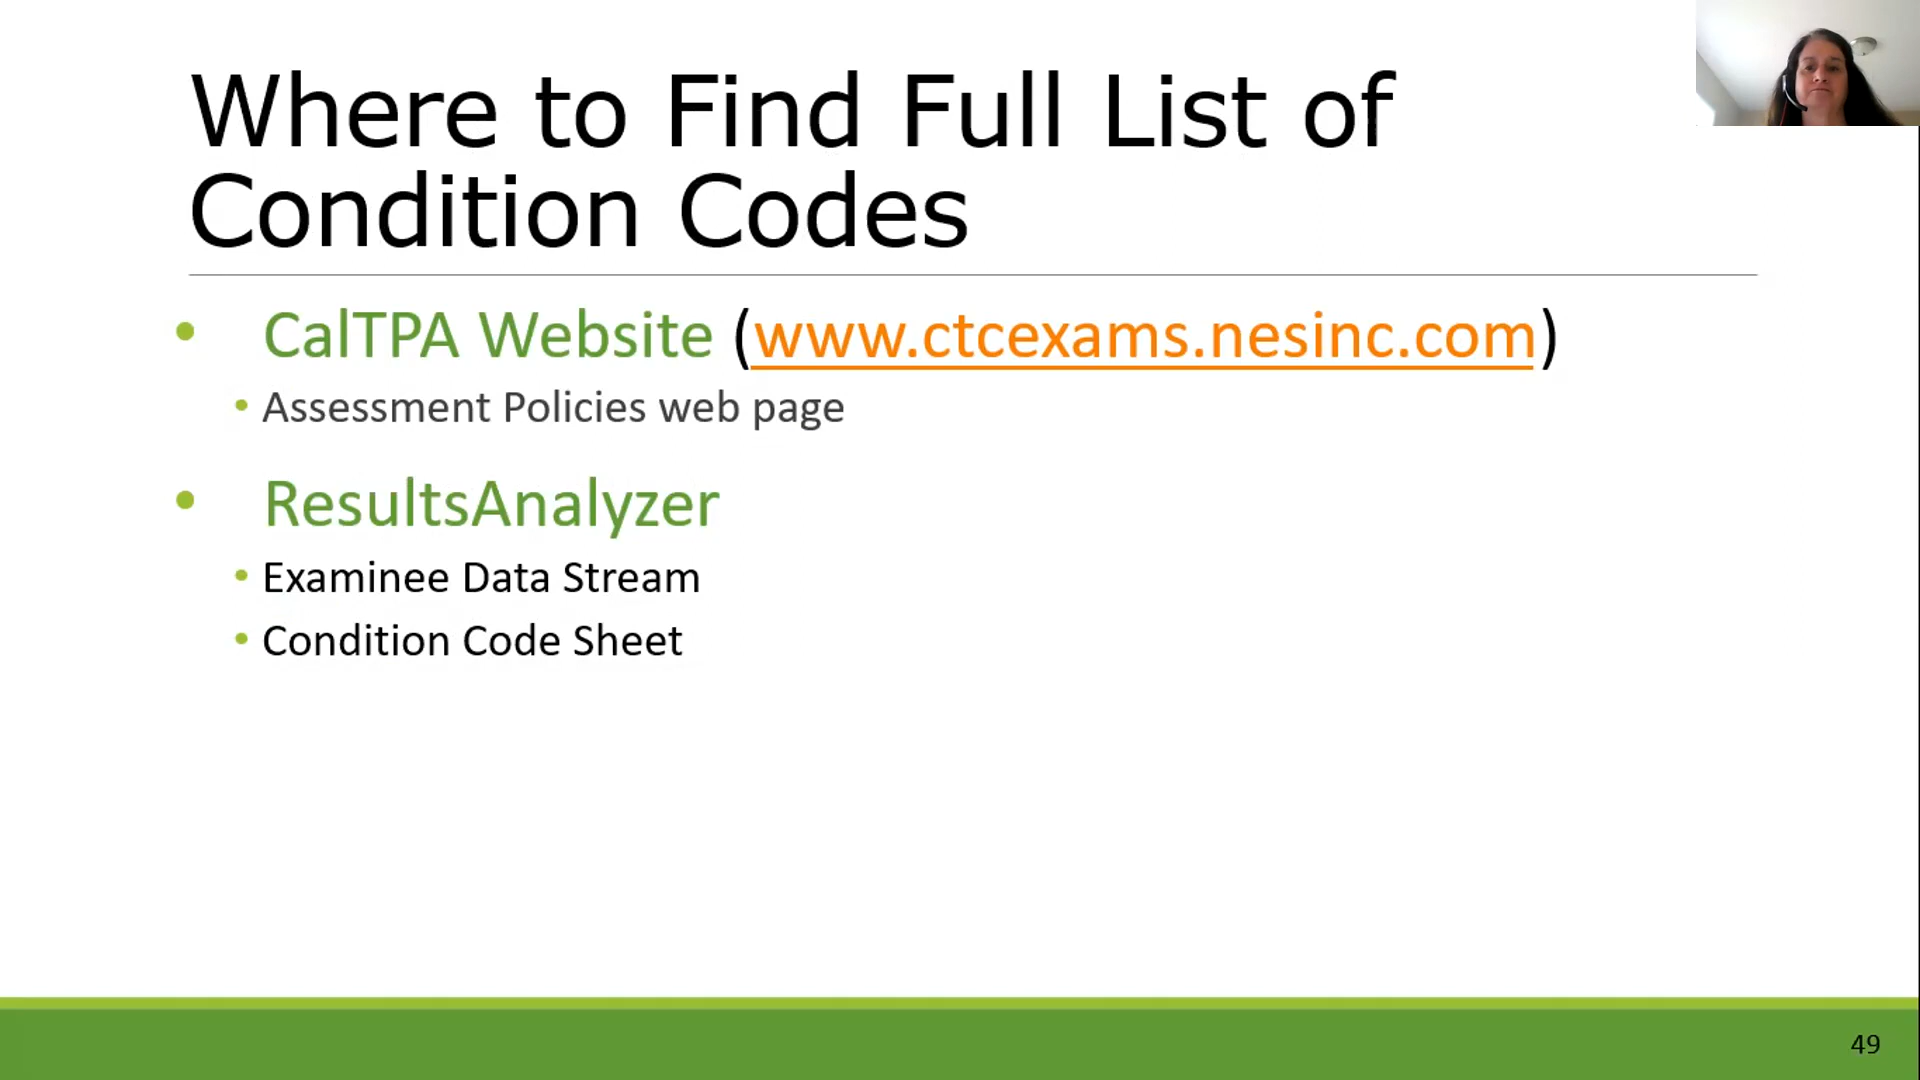 Where to Find Full List of
Condition Codes
• CalTPA Website (www.ctcexams.nesinc.com)
• Assessment Policies web page
• ResultsAnalyzer
• Examinee Data Stream
• Condition Code Sheet
49